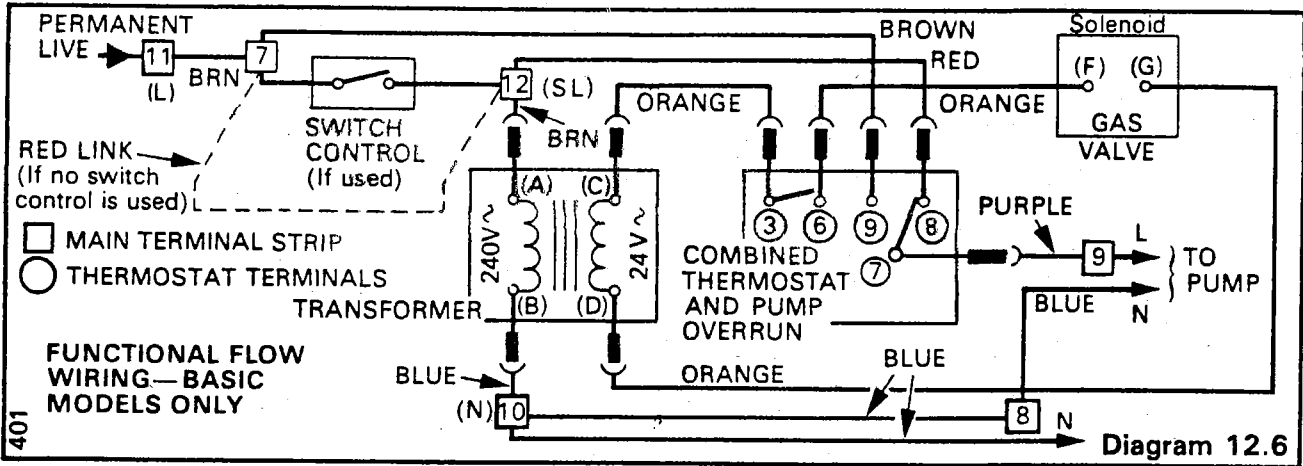 PERMANENT
LIVE
11
(L)
BRN
7
BROWN
RED
Solenoid
(F) (G)
GAS
VALVE
12
(SL)
ORANGE
ORANGE
BRN
SWITCH
CONTROL
(If used)
RED LINK
(If no switch
control is used)
(A) (C)
240V~
24V~
(B) (D)
TRANSFORMER
3 6 9 8
7
COMBINED
THERMOSTAT
AND PUMP
OVERRUN
PURPLE
9
L
TO
PUMP
BLUE
N
MAIN TERMINAL STRIP
THERMOSTAT TERMINALS
FUNCTIONAL FLOW
WIRING—BASIC
MODELS ONLY
BLUE
ORANGE
BLUE
(N)
10
8
N
401
Diagram 12.6